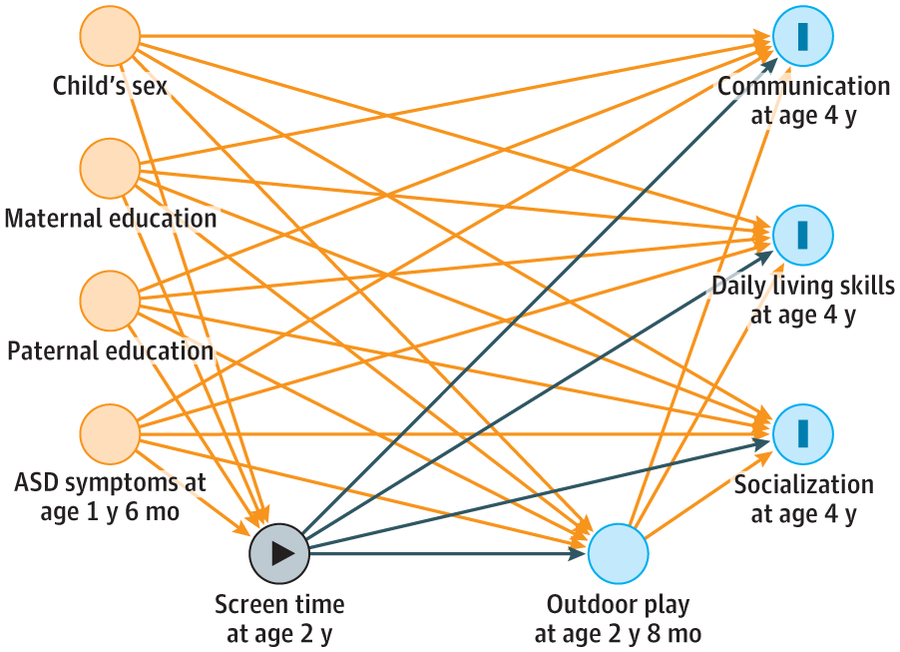 Child's sex
Maternal education
Paternal education
ASD symptoms at
age 1 y 6 mo
Screen time
at age 2 y
Outdoor play
at age 2 y 8 mo
Communication
at age 4 y
Daily living skills
at age 4 y
Socialization
at age 4 y